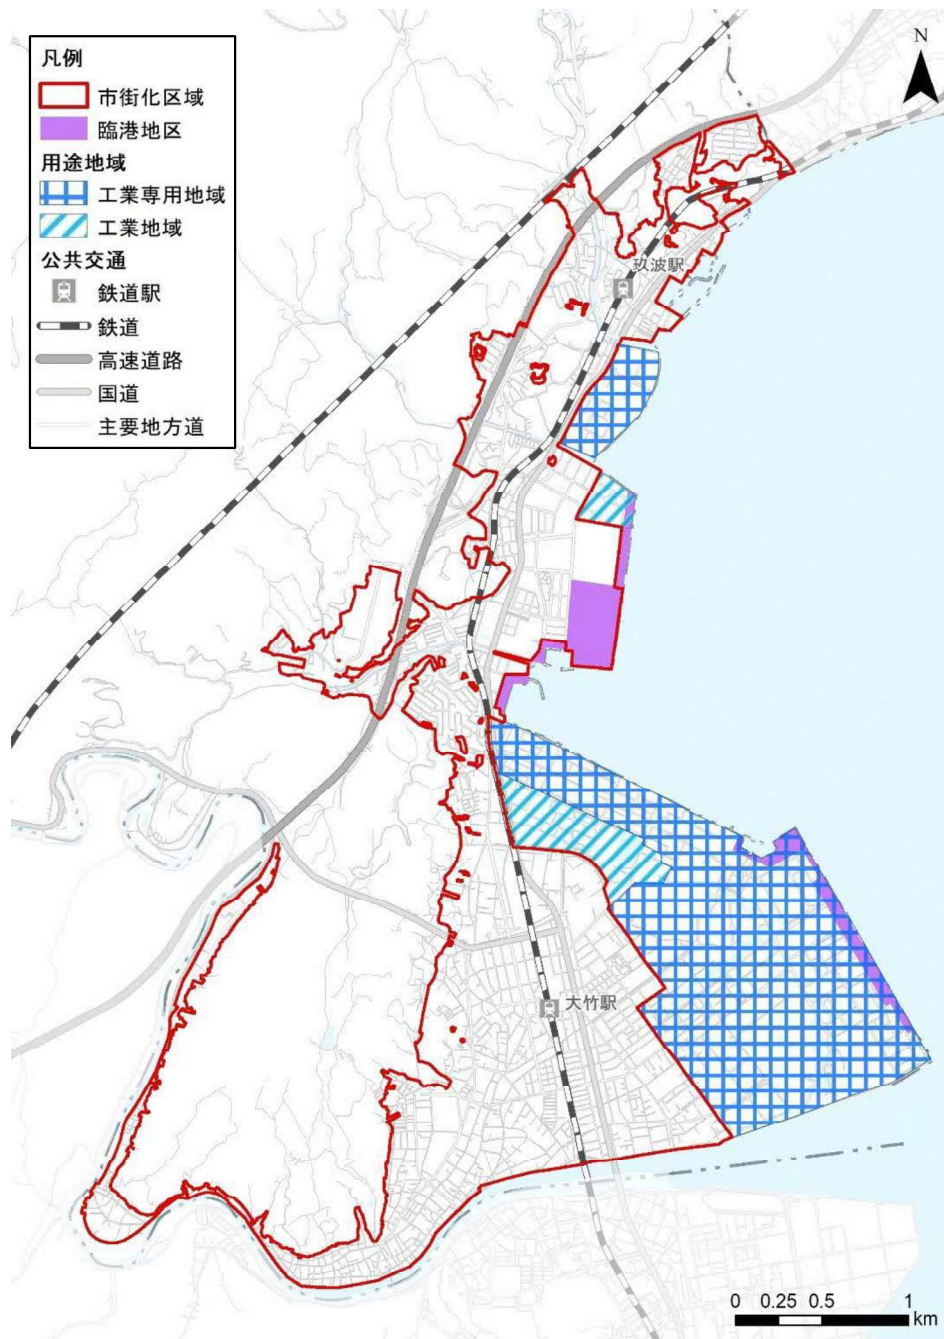 凡例
市街化区域
臨港地区
用途地域
工業専用地域
工業地域
公共交通
鉄道駅
鉄道
高速道路
国道
主要地方道
N
玖波駅
大竹駅
0 0.25 0.5 1
km